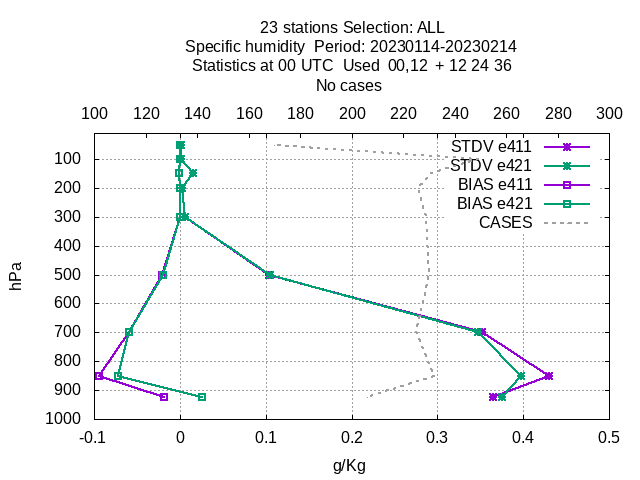 23 stations Selection: ALL
Specific humidity  Period: 20230114-20230214
Statistics at 00 UTC  Used  00,12  + 12 24 36
No cases
100 120 140 160 180 200 220 240 260 280 300
STDV e411
100
STDV e421
200
BIAS e411
BIAS e421
300
CASES
400
hPa
500
600
700
800
900
1000
-0.1 0 0.1 0.2 0.3 0.4 0.5
g/Kg